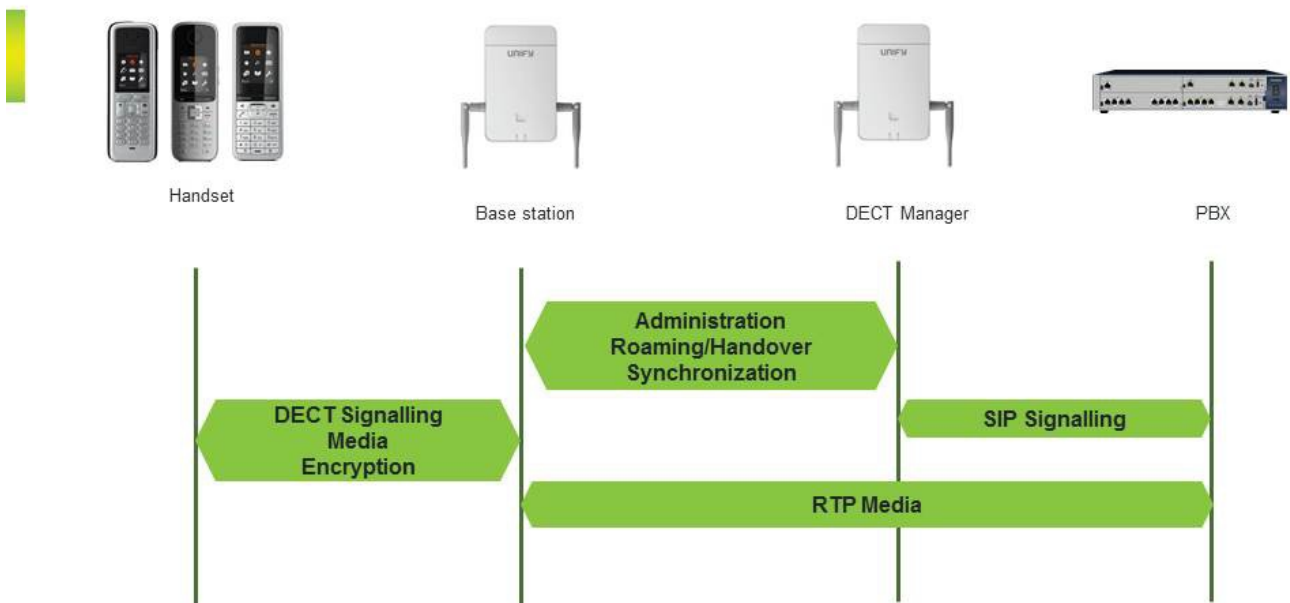 UNIFY
UNIFY
Handset
Base station
DECT Manager
PBX
Administration
Roaming/Handover
Synchronization
DECT Signalling
Media
Encryption
SIP Signalling
RTP Media